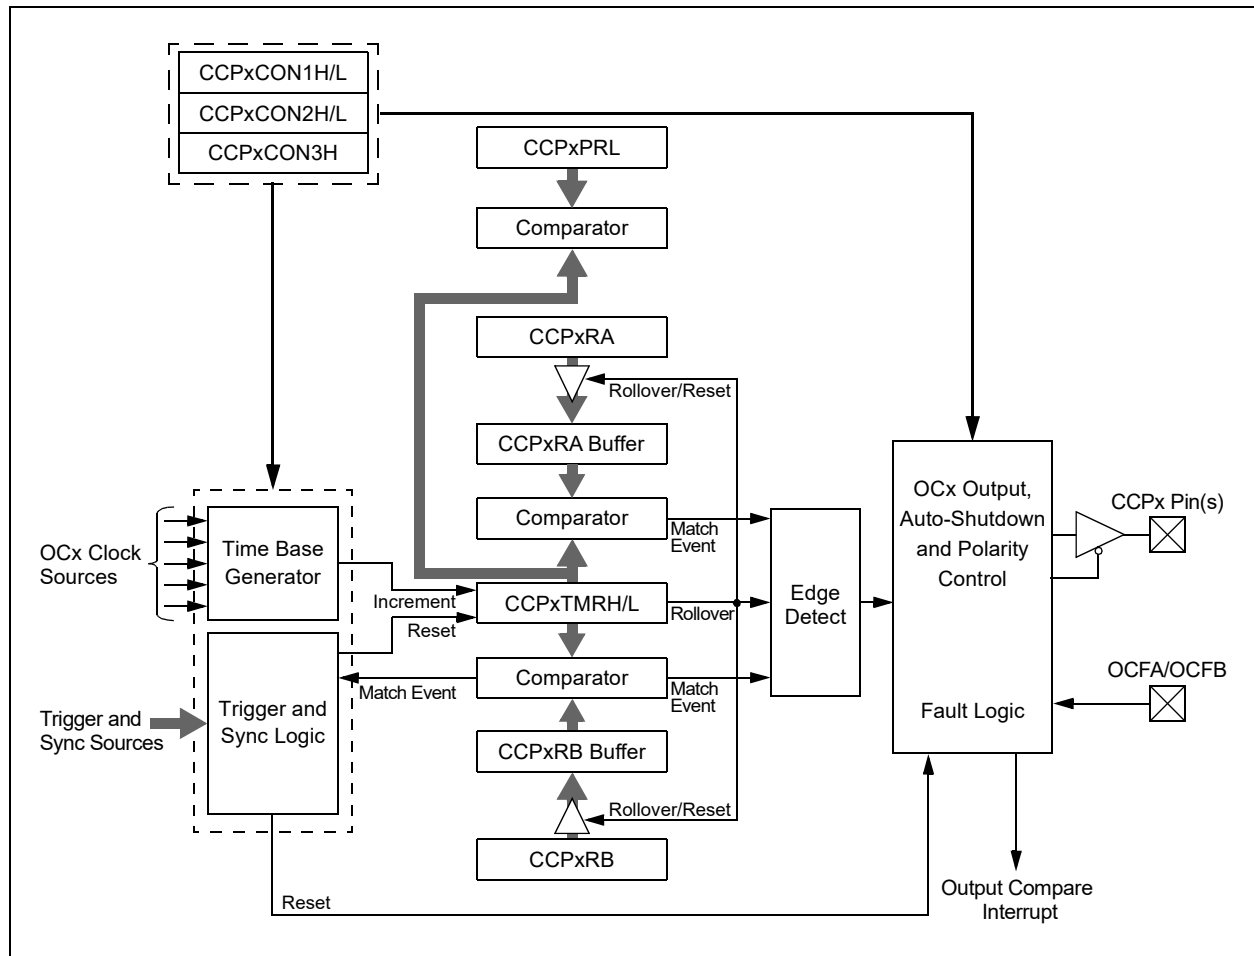 CCPxCON1H/L
CCPxCON2H/L
CCPxCON3H
CCPxPRL
Comparator
CCPxRA
Rollover/Reset
CCPxRA Buffer
Comparator
Match
Event
OCx Output,
Auto-Shutdown
and Polarity
Control
CCPx Pin(s)
OCx Clock
Sources
Time Base
Generator
Increment
Reset
CCPxTMRH/L
Rollover
Edge
Detect
Comparator
Match Event
Match
Event
OCFA/OCFB
Trigger and
Sync Sources
Trigger and
Sync Logic
Fault Logic
CCPxRB Buffer
Rollover/Reset
CCPxRB
Reset
Output Compare
Interrupt